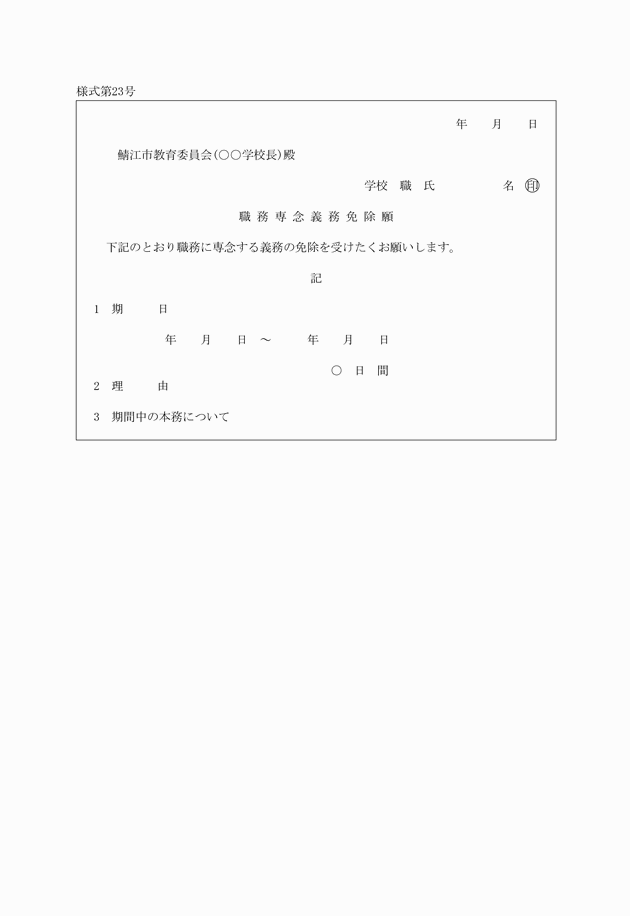 様式第23号
年　　月　　日
鯖江市教育委員会(〇〇学校長)殿
学校　職　氏　　　　　　名　㊞
職務専念義務免除願
下記のとおり職務に専念する義務の免除を受けたくお願いします。
記
1　期　　　日
年　　月　　日　～　　　年　　月　　日
〇　日　間
2　理　　　由
3　期間中の本務について